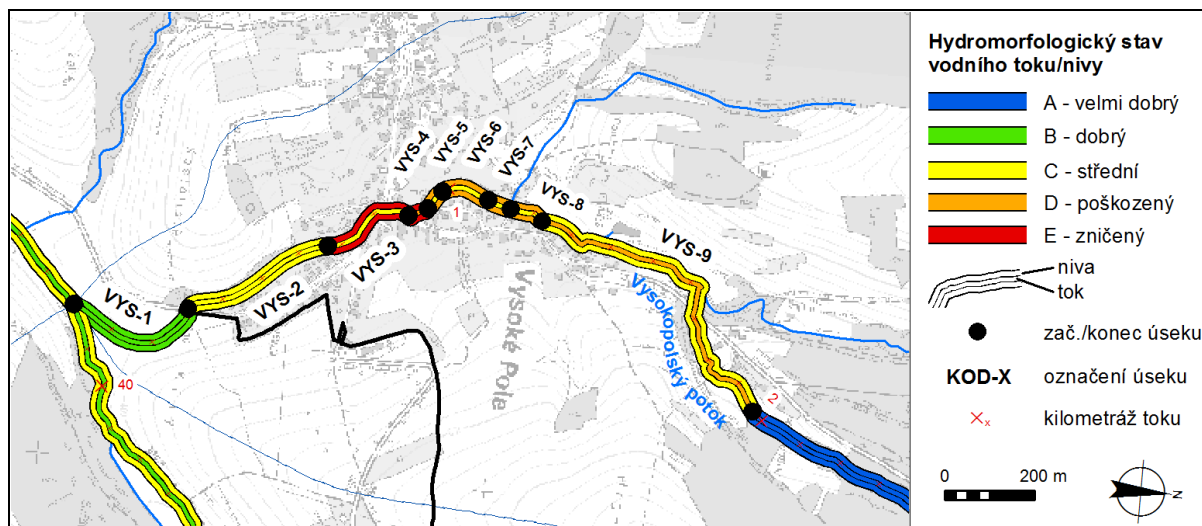 VYS-1
VYS-2
VYS-3
VYS-4
VYS-5
VYS-6
VYS-7
VYS-8
VYS-9
1
2
40
Vysoké Pole
Vysokopolský potok
Hydromorfologický stav
vodního toku/nivy
A - velmi dobrý
B - dobrý
C - střední
D - poškozený
E - zničený
niva
tok
zač./konec úseku
KOD-X označení úseku
x kilometráž toku
0 200 m
N